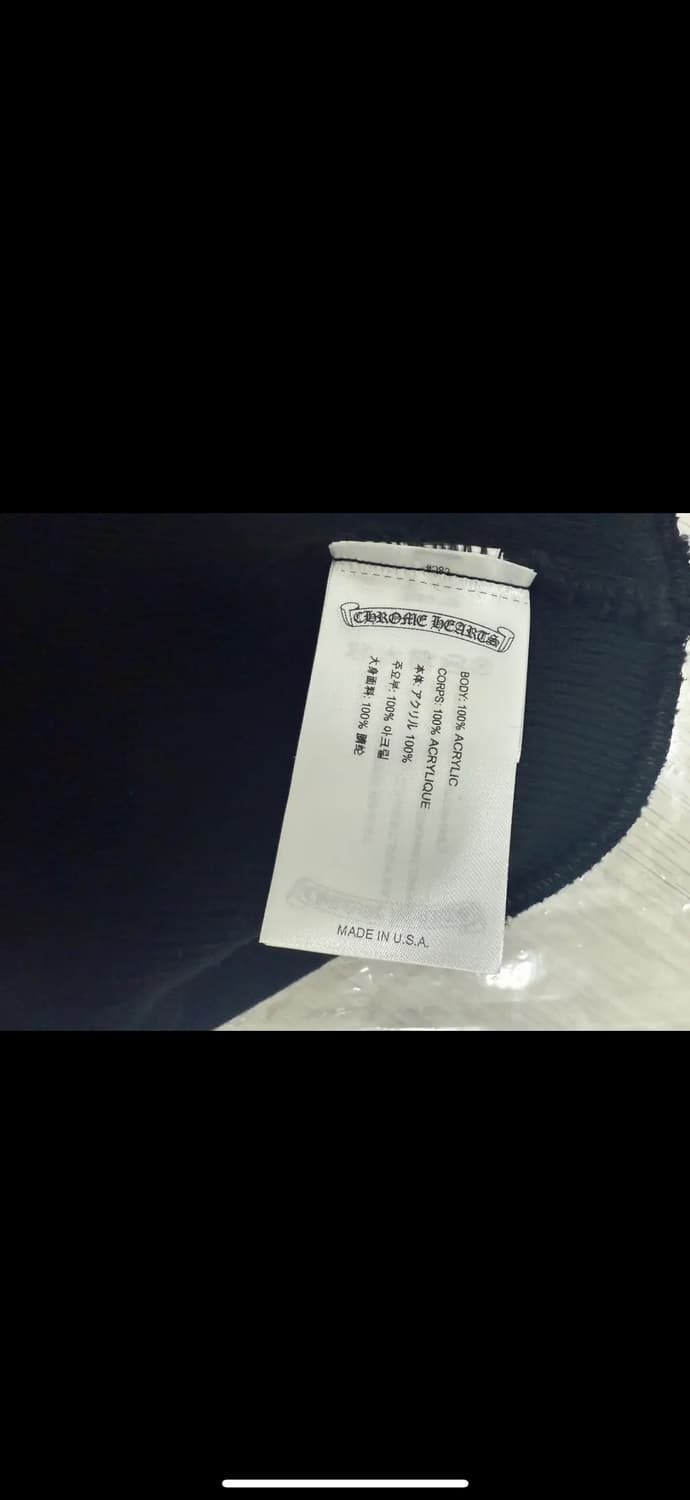 CHROME HEARTS
BODY: 100% ACRYLIC
CORPS: 100% ACRYLIQUE
本体: アクリル 100%
주요부: 100% 아크릴
大身面料: 100% 腈纶
MADE IN U.S.A.